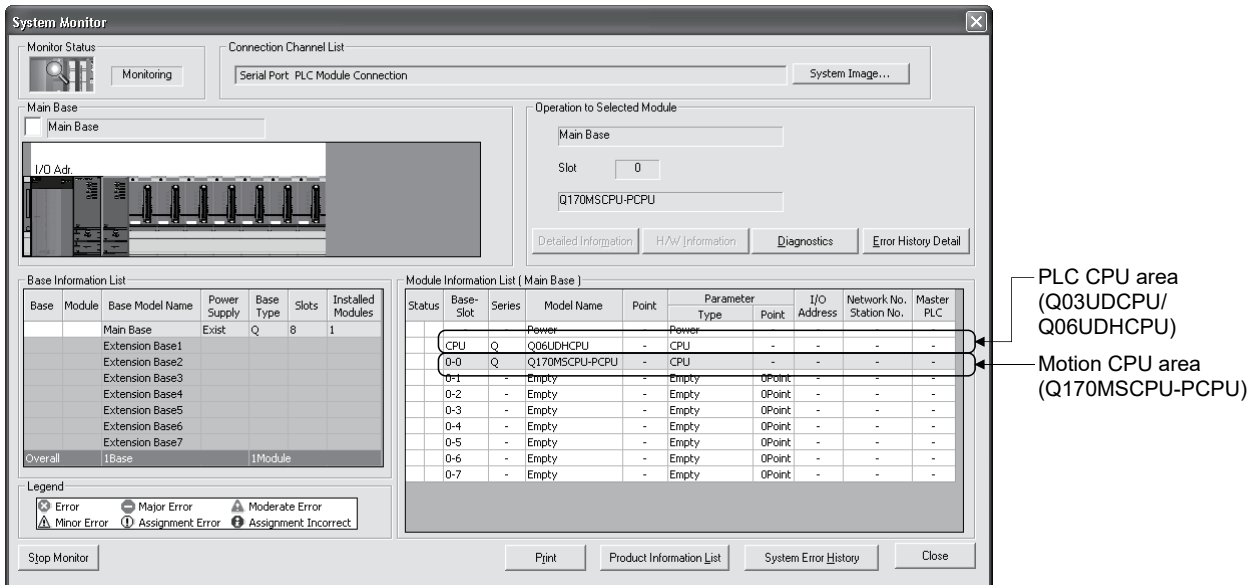 System Monitor
Monitor Status
Monitoring
Connection Channel List
Serial Port PLC Module Connection
System Image...
Main Base
Main Base
I/O Adr.
Operation to Selected Module
Main Base
Slot 0
Q170MSCPU-PCPU
Detailed Information
H/W Information
Diagnostics
Error History Detail
Base Information List
Base Module Base Model Name Power Supply Base Type Slots Installed Modules
Main Base Exist Q 8 1
Extension Base1
Extension Base2
Extension Base3
Extension Base4
Extension Base5
Extension Base6
Extension Base7
Overall 1Base 1Module
Module Information List ( Main Base )
Status Base-Slot Series Model Name Point Parameter Type Point I/O Address Network No. Station No. Master PLC
- - Power - Power - - - -
CPU Q Q06UDHCPU - CPU - - - -
0-0 Q Q170MSCPU-PCPU - CPU - - - -
0-1 - Empty - Empty 0Point - - -
0-2 - Empty - Empty 0Point - - -
0-3 - Empty - Empty 0Point - - -
0-4 - Empty - Empty 0Point - - -
0-5 - Empty - Empty 0Point - - -
0-6 - Empty - Empty 0Point - - -
0-7 - Empty - Empty 0Point - - -
PLC CPU area
(Q03UDCPU/
Q06UDHCPU)
Motion CPU area
(Q170MSCPU-PCPU)
Legend
Error Major Error Moderate Error
Minor Error Assignment Error Assignment Incorrect
Stop Monitor
Print
Product Information List
System Error History
Close